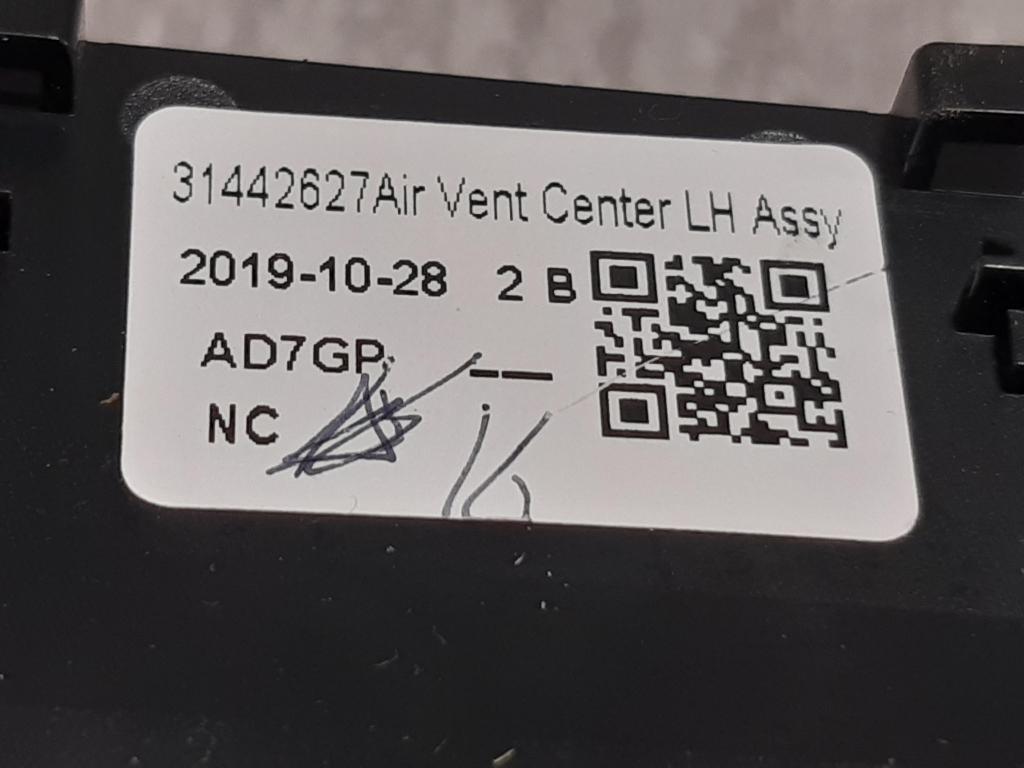 31442627Air Vent Center LH Assy
2019-10-28 2 B
AD7GP
NC